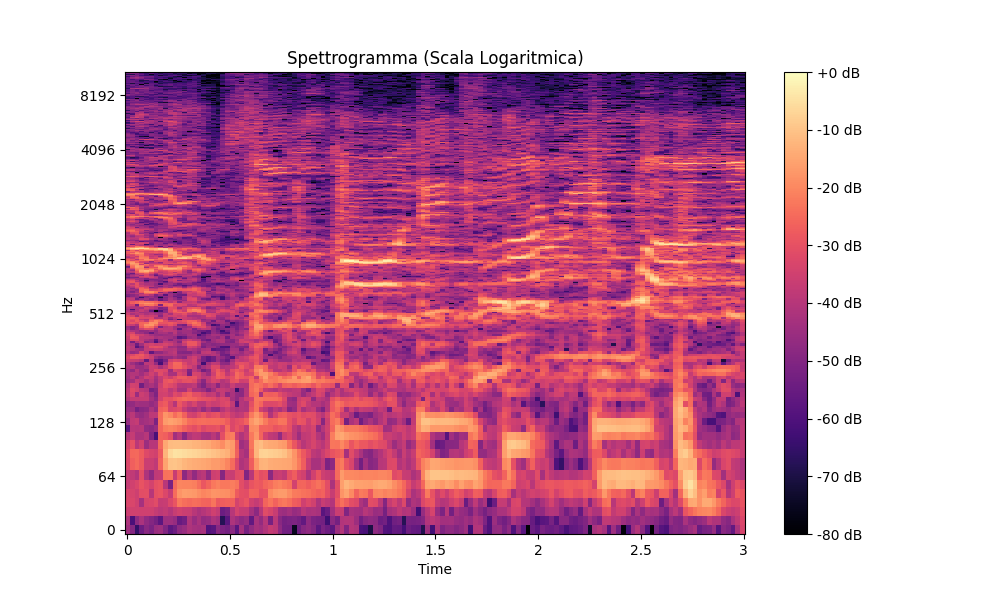 Spettrogramma (Scala Logaritmica)
Hz
8192
4096
2048
1024
512
256
128
64
0
0 0.5 1 1.5 2 2.5 3
Time
+0 dB
-10 dB
-20 dB
-30 dB
-40 dB
-50 dB
-60 dB
-70 dB
-80 dB